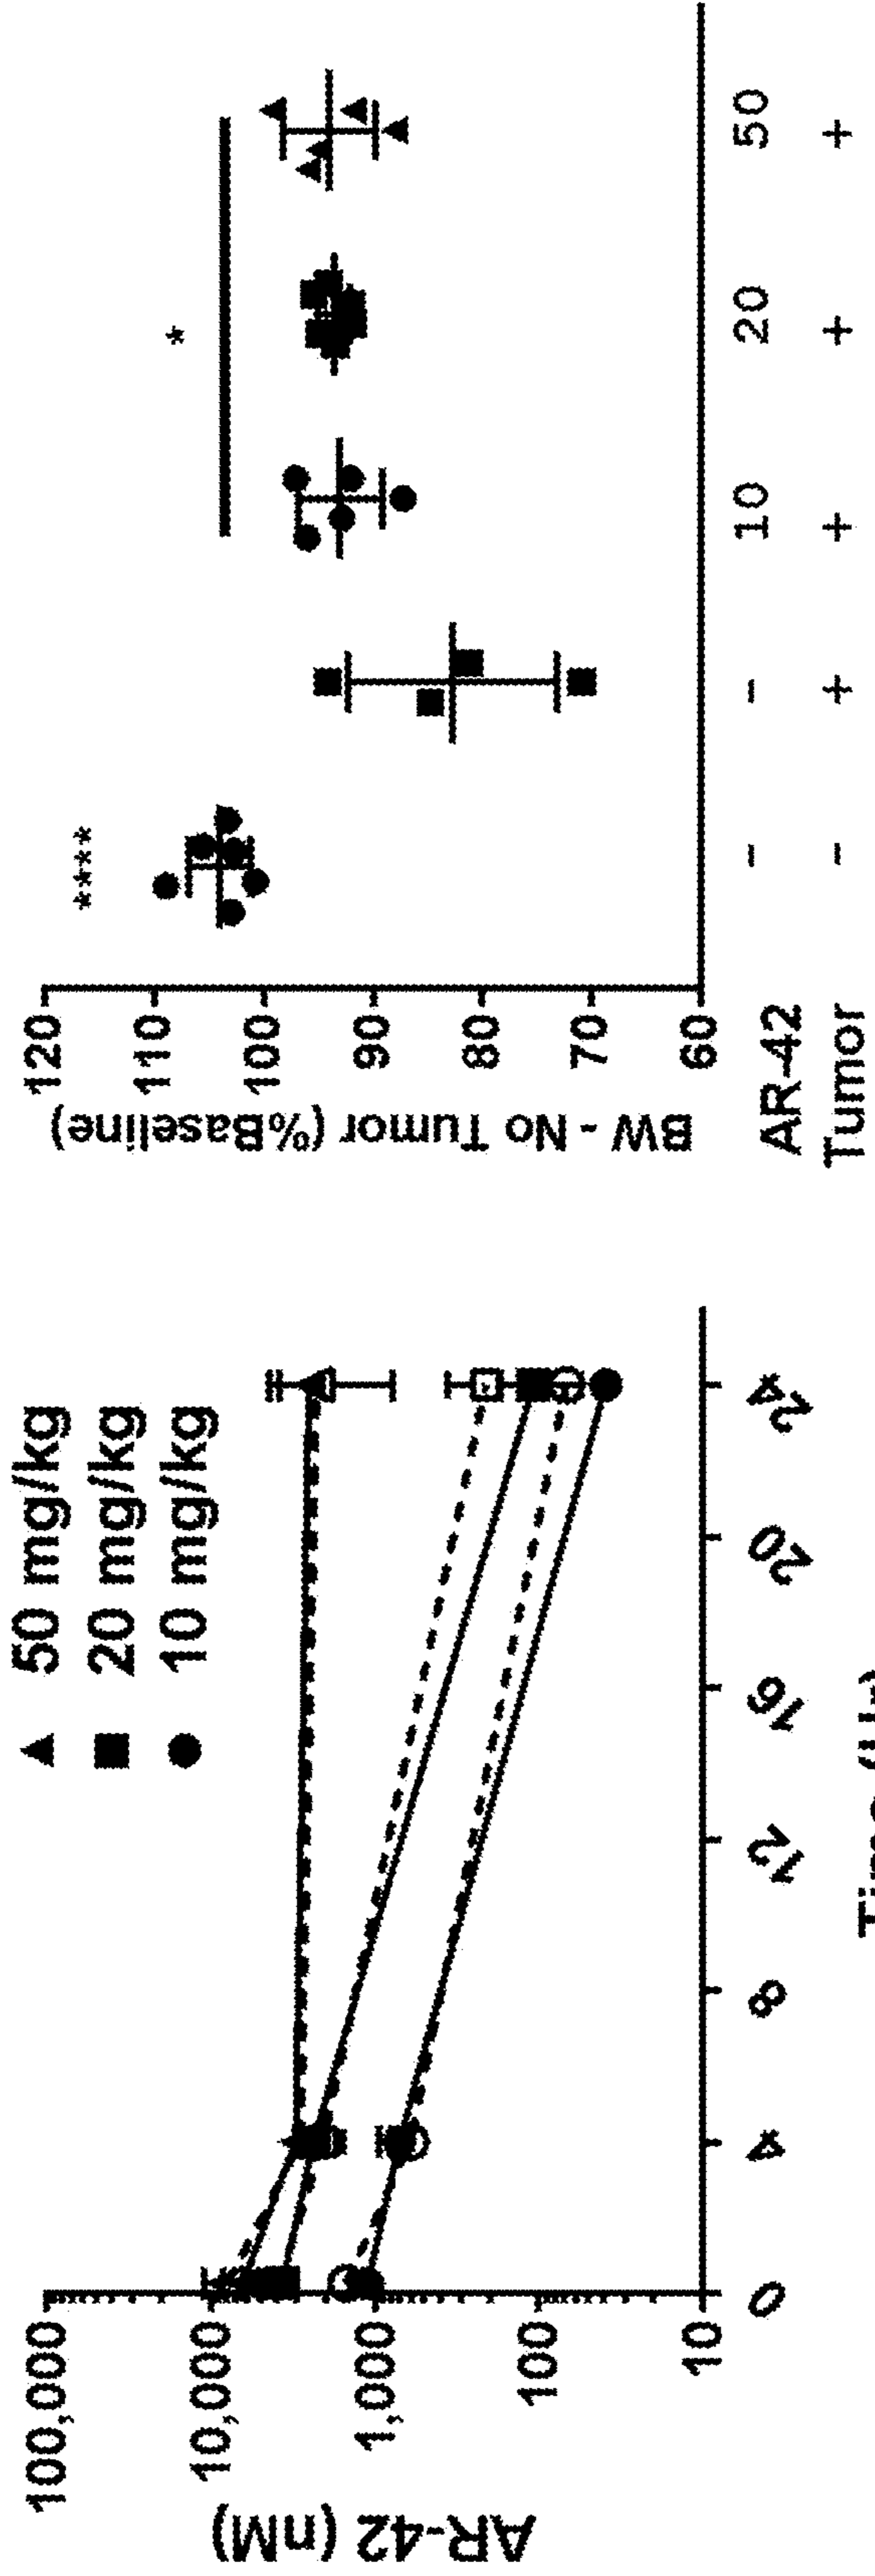 50 mg/kg
20 mg/kg
10 mg/kg
AR-42 (nM)
100,000
10,000
1,000
100
10
0 4 8 12 16 20 24
BW - No Tumor (%Baseline)
120
110
100
90
80
70
60
****
*
AR-42 - - 10 20 50
Tumor - + + + +